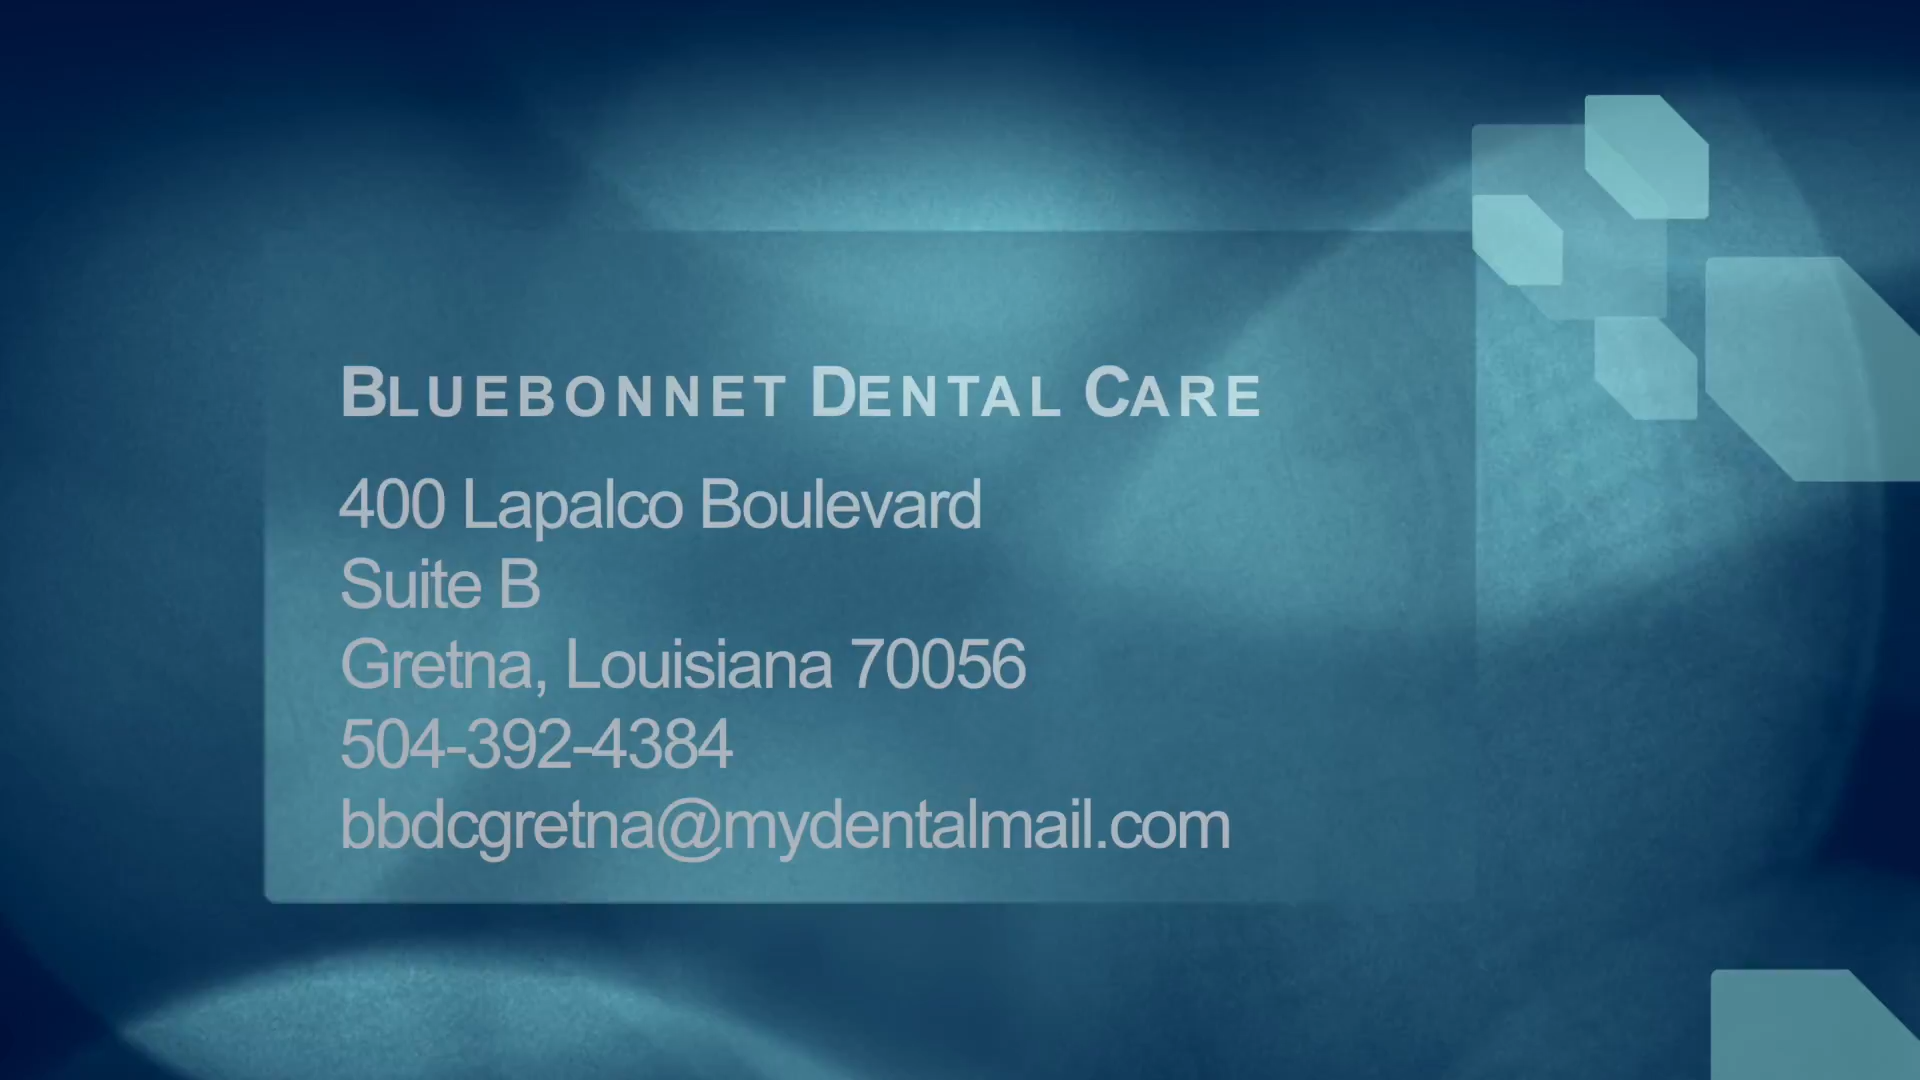 BLUEBONNET DENTAL CARE
400 Lapalco Boulevard
Suite B
Gretna, Louisiana 70056
504-392-4384
bbdcgretna@mydentalmail.com